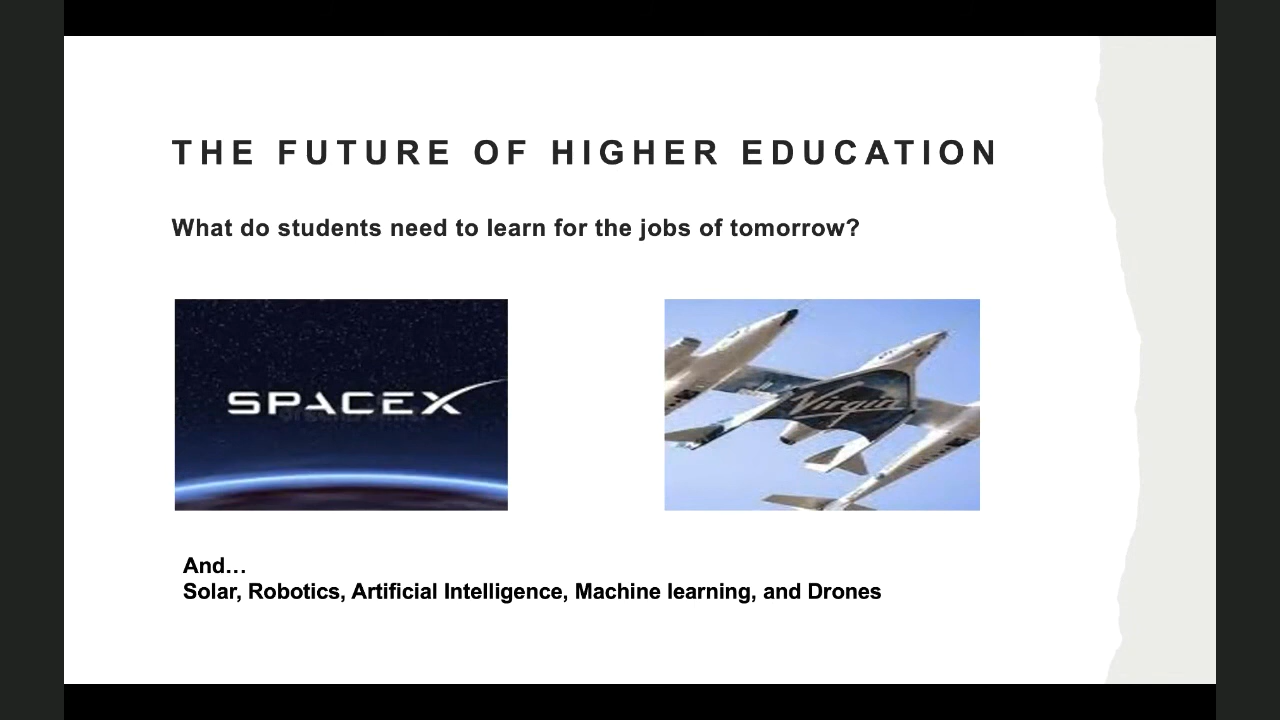 THE FUTURE OF HIGHER EDUCATION
What do students need to learn for the jobs of tomorrow?
SPACEX
Virgin
And…
Solar, Robotics, Artificial Intelligence, Machine learning, and Drones